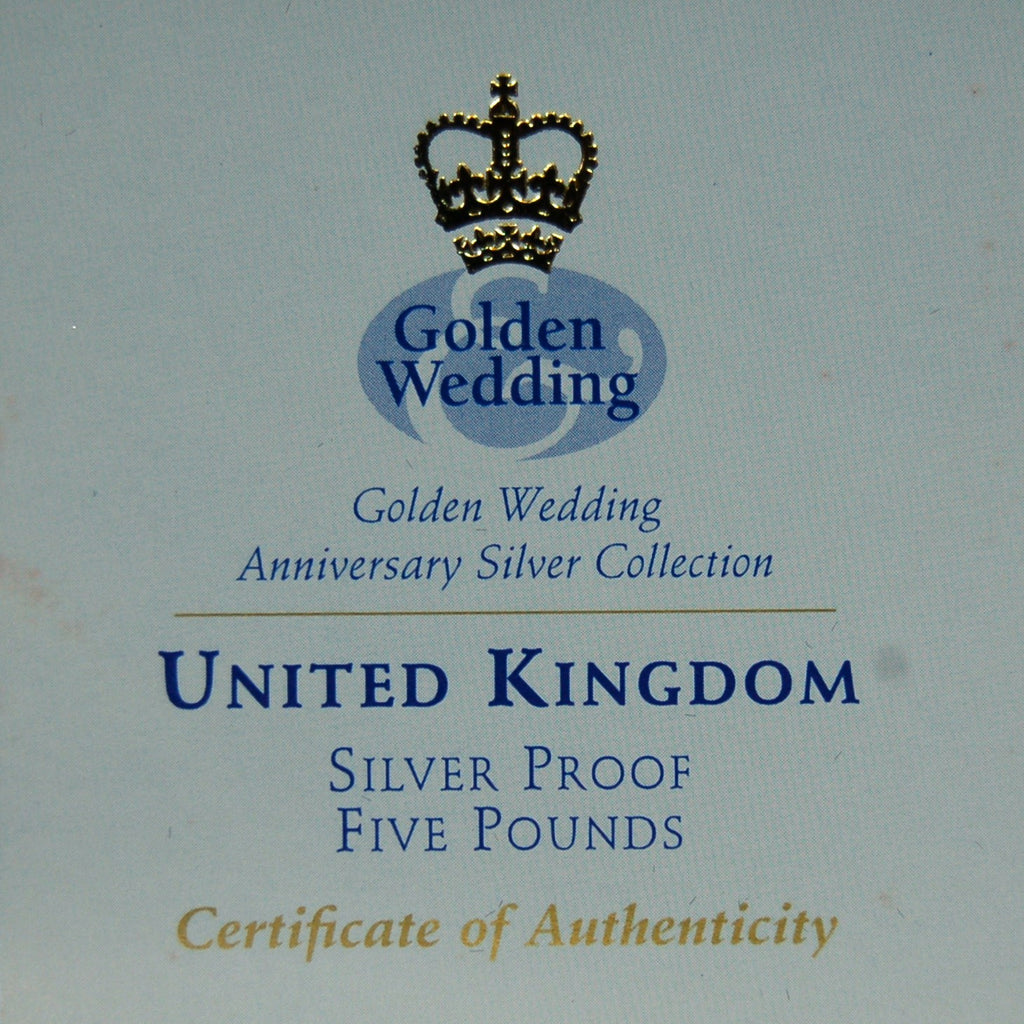 Golden
Wedding
Golden Wedding
Anniversary Silver Collection
UNITED KINGDOM
SILVER PROOF
FIVE POUNDS
Certificate of Authenticity